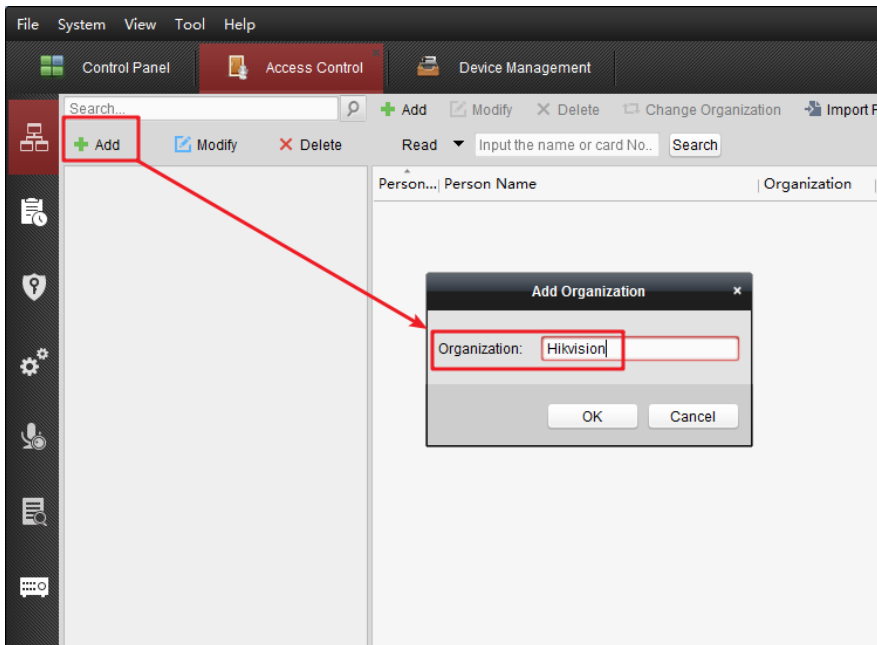 File System View Tool Help
Control Panel Access Control Device Management
Search... Add Modify Delete Change Organization Import
Add Modify Delete Read Input the name or card No.. Search
Person... Person Name Organization
Add Organization
Organization: Hikvision
OK Cancel